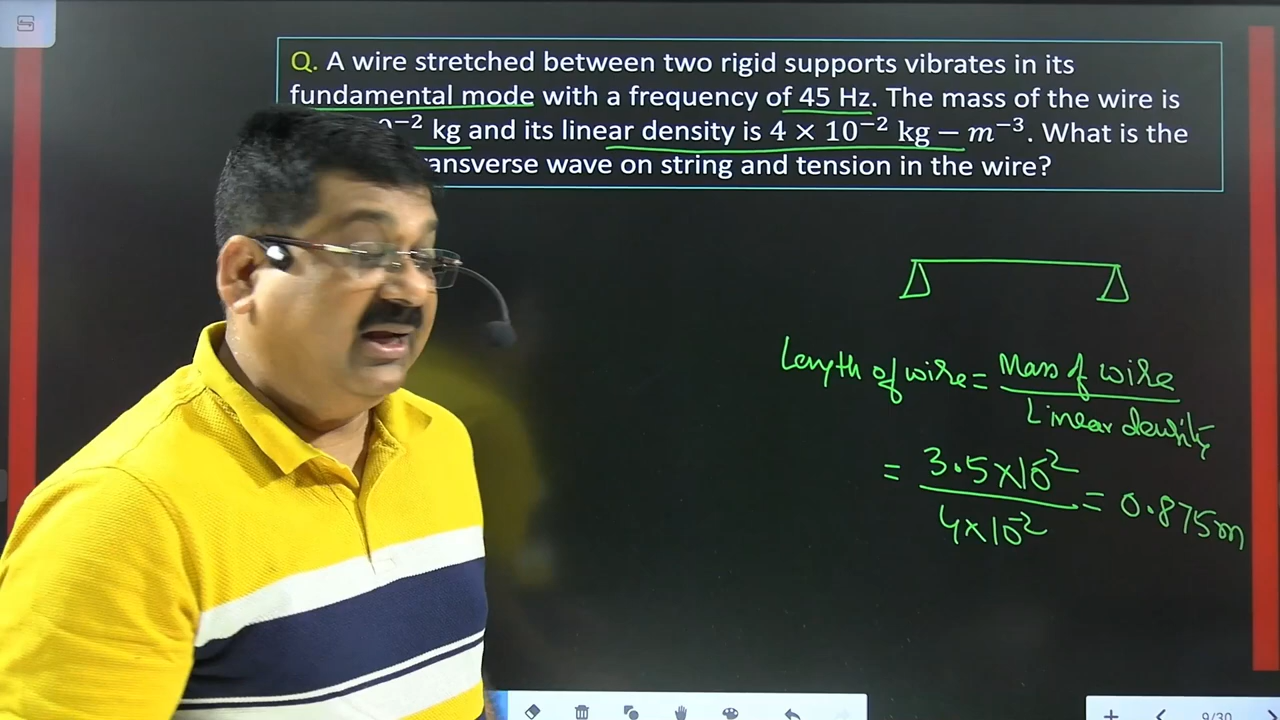 Q. A wire stretched between two rigid supports vibrates in its
fundamental mode with a frequency of 45 Hz. The mass of the wire is
⁻² kg and its linear density is 4 × 10⁻² kg − m⁻³. What is the
ansverse wave on string and tension in the wire?
Length of wire = Mass of wire
Linear density
= 3.5×10⁻²
4×10⁻² = 0.875m
9/30